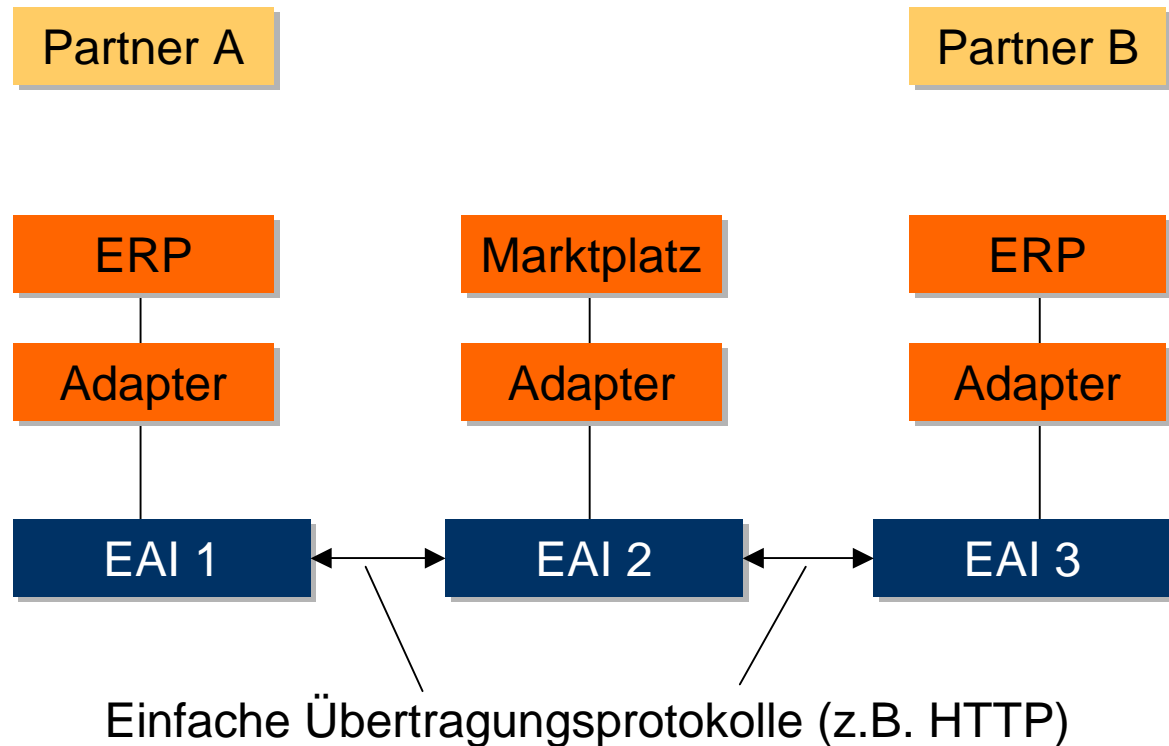 Partner A
Partner B
ERP
Marktplatz
ERP
Adapter
Adapter
Adapter
EAI 1
EAI 2
EAI 3
Einfache Übertragungsprotokolle (z.B. HTTP)